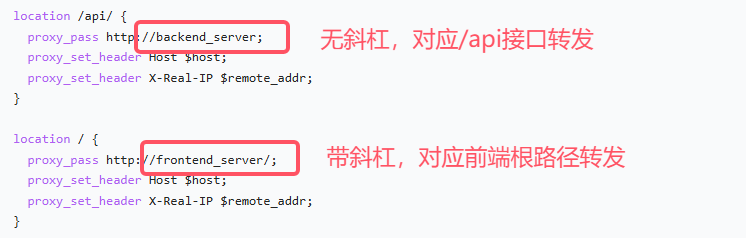 location /api/ {
proxy_pass http://backend_server;
无斜杠，对应/api接口转发
proxy_set_header Host $host;
proxy_set_header X-Real-IP $remote_addr;
}
location / {
proxy_pass http://frontend_server/;
带斜杠，对应前端根路径转发
proxy_set_header Host $host;
proxy_set_header X-Real-IP $remote_addr;
}